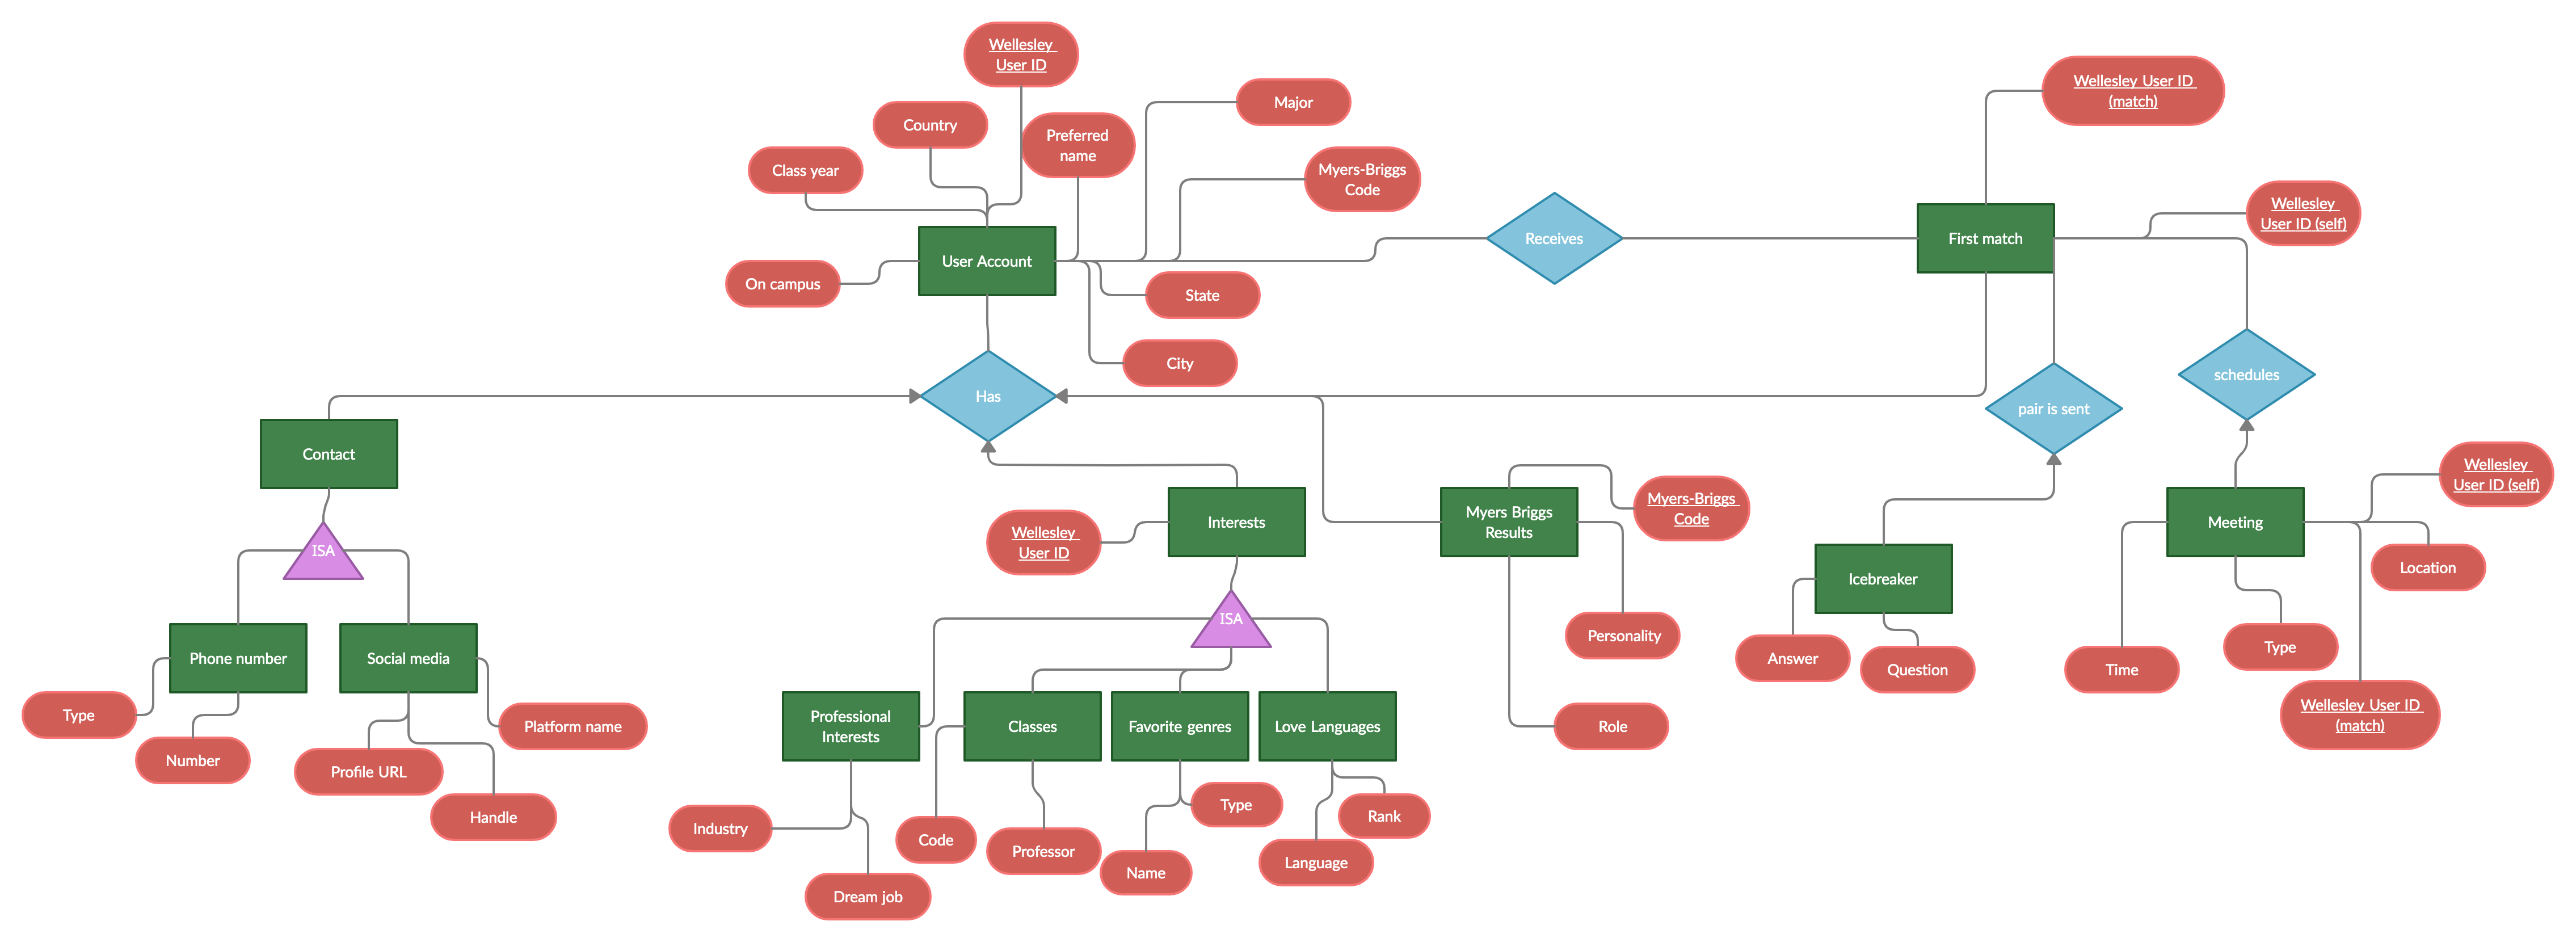 Wellesley
User ID
Wellesley User ID
(match)
Major
Country
Preferred
name
Class year
Myers-Briggs
Code
Wellesley
User ID (self)
User Account
Receives
First match
On campus
State
City
Has
pair is sent
schedules
Contact
Interests
Wellesley
User ID
Myers Briggs
Results
Myers-Briggs
Code
Meeting
Wellesley
User ID (self)
Location
ISA
Icebreaker
ISA
Personality
Answer
Question
Time
Type
Wellesley User ID
(match)
Phone number
Social media
Type
Number
Platform name
Profile URL
Handle
Professional
Interests
Classes
Favorite genres
Love Languages
Role
Industry
Dream job
Code
Professor
Type
Name
Rank
Language